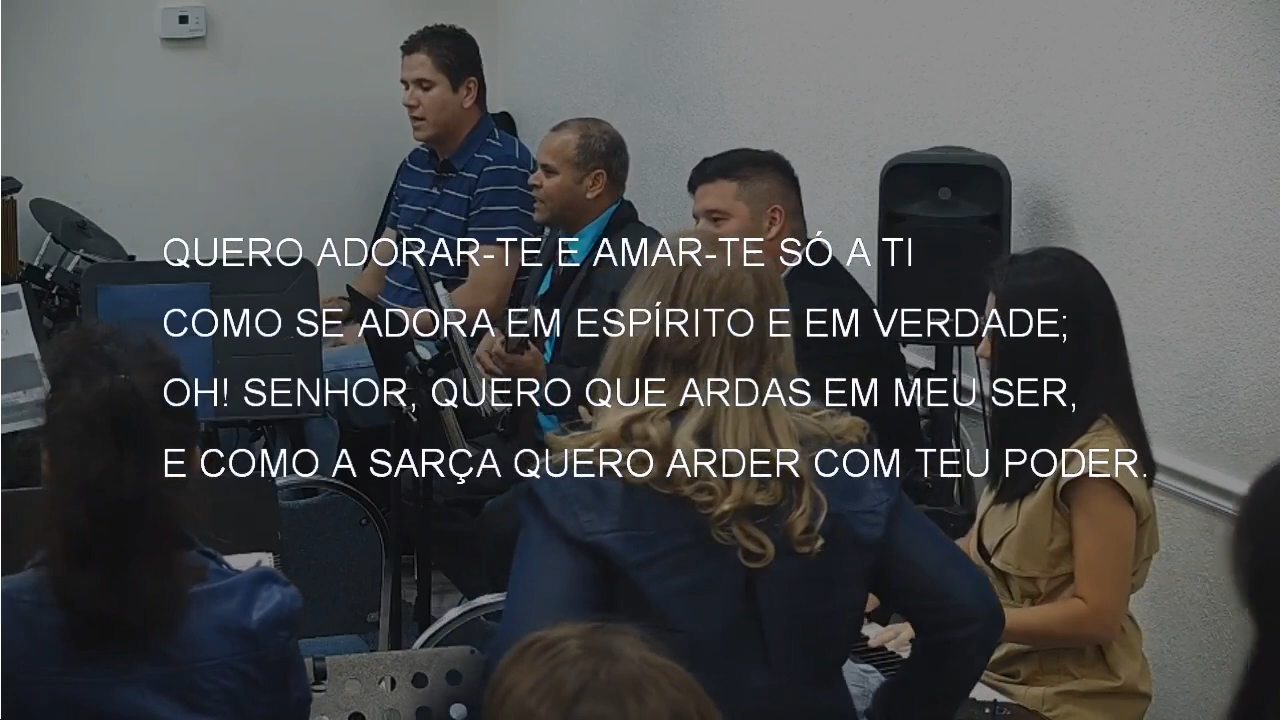 QUERO ADORAR-TE E AMAR-TE SÓ A TI
COMO SE ADORA EM ESPÍRITO E EM VERDADE;
OH! SENHOR, QUERO QUE ARDAS EM MEU SER,
E COMO A SARÇA QUERO ARDER COM TEU PODER.